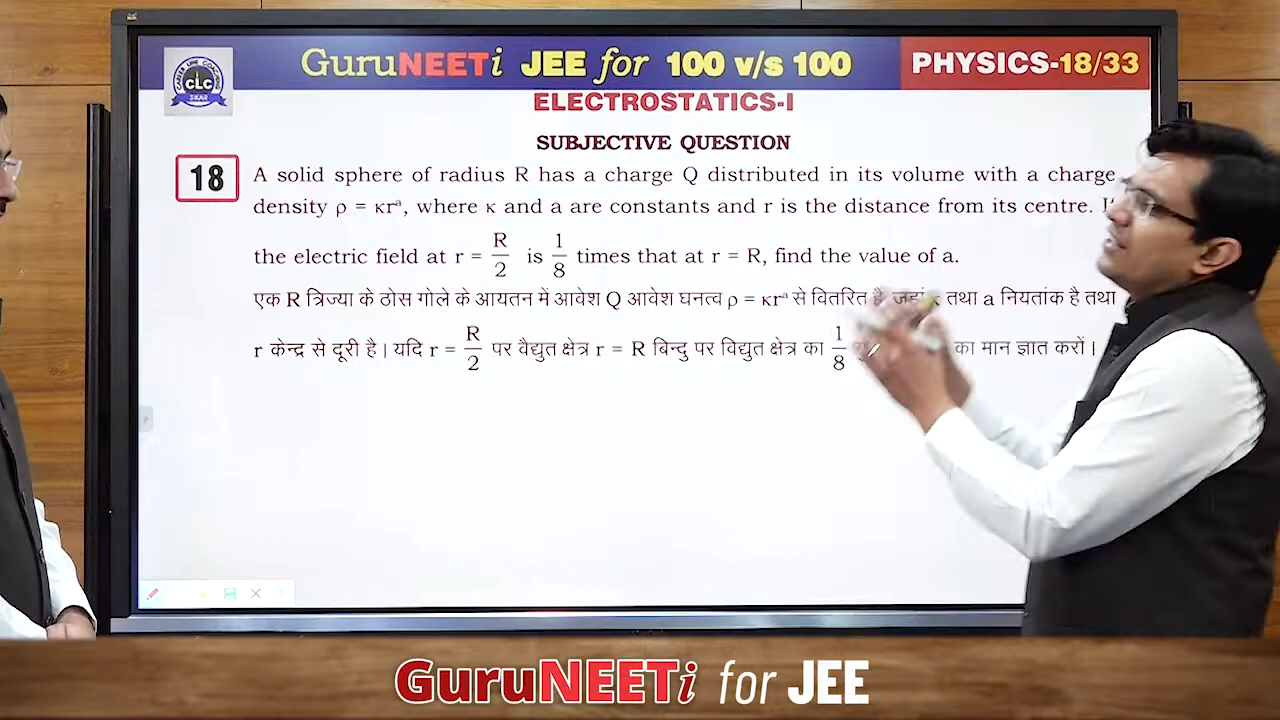 GuruNEETi JEE for 100 v/s 100
PHYSICS-18/33
CLC
SIKAR
ELECTROSTATICS-I
SUBJECTIVE QUESTION
18
A solid sphere of radius R has a charge Q distributed in its volume with a charge
density ρ = κrᵃ, where κ and a are constants and r is the distance from its centre.
the electric field at r = R/2 is 1/8 times that at r = R, find the value of a.
एक R त्रिज्या के ठोस गोले के आयतन में आवेश Q आवेश घनत्व ρ = κrᵃ से वितरित है, जहां κ तथा a नियतांक है तथा
r केन्द्र से दूरी है। यदि r = R/2 पर वैद्युत क्षेत्र r = R बिन्दु पर विद्युत क्षेत्र का 1/8 का मान ज्ञात करों।
GuruNEETi for JEE